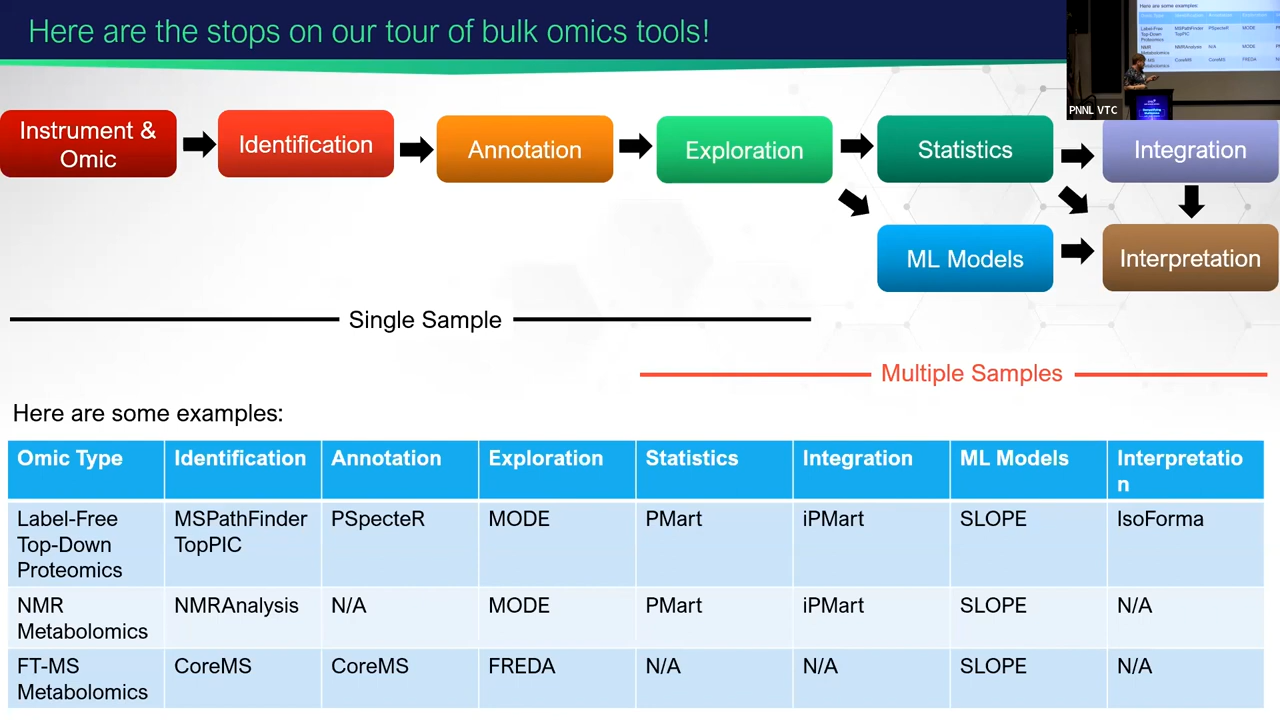 Here are the stops on our tour of bulk omics tools!
PNNL VTC
Instrument &
Omic
Identification
Annotation
Exploration
Statistics
Integration
ML Models
Interpretation
Single Sample
Multiple Samples
Here are some examples:
Omic Type Identification Annotation Exploration Statistics Integration ML Models Interpretatio
n
Label-Free MSPathFinder PSpecteR MODE PMart iPMart SLOPE IsoForma
Top-Down TopPIC
Proteomics
NMR NMRAnalysis N/A MODE PMart iPMart SLOPE N/A
Metabolomics
FT-MS CoreMS CoreMS FREDA N/A N/A SLOPE N/A
Metabolomics